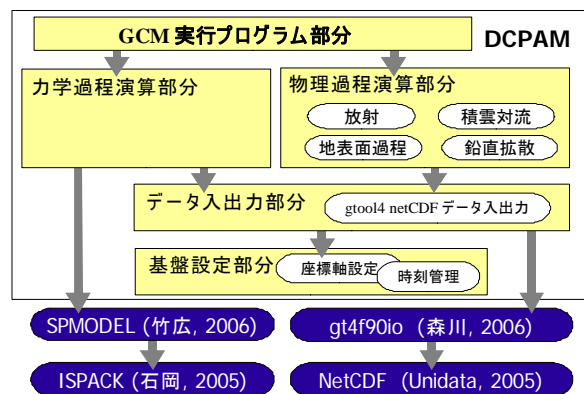 GCM 実行プログラム部分
DCPAM
力学過程演算部分
物理過程演算部分
放射
積雲対流
地表面過程
鉛直拡散
データ入出力部分
gtool4 netCDF データ入出力
基盤設定部分
座標軸設定
時刻管理
SPMODEL (竹広, 2006)
gt4f90io (森川, 2006)
ISPACK (石岡, 2005)
NetCDF (Unidata, 2005)